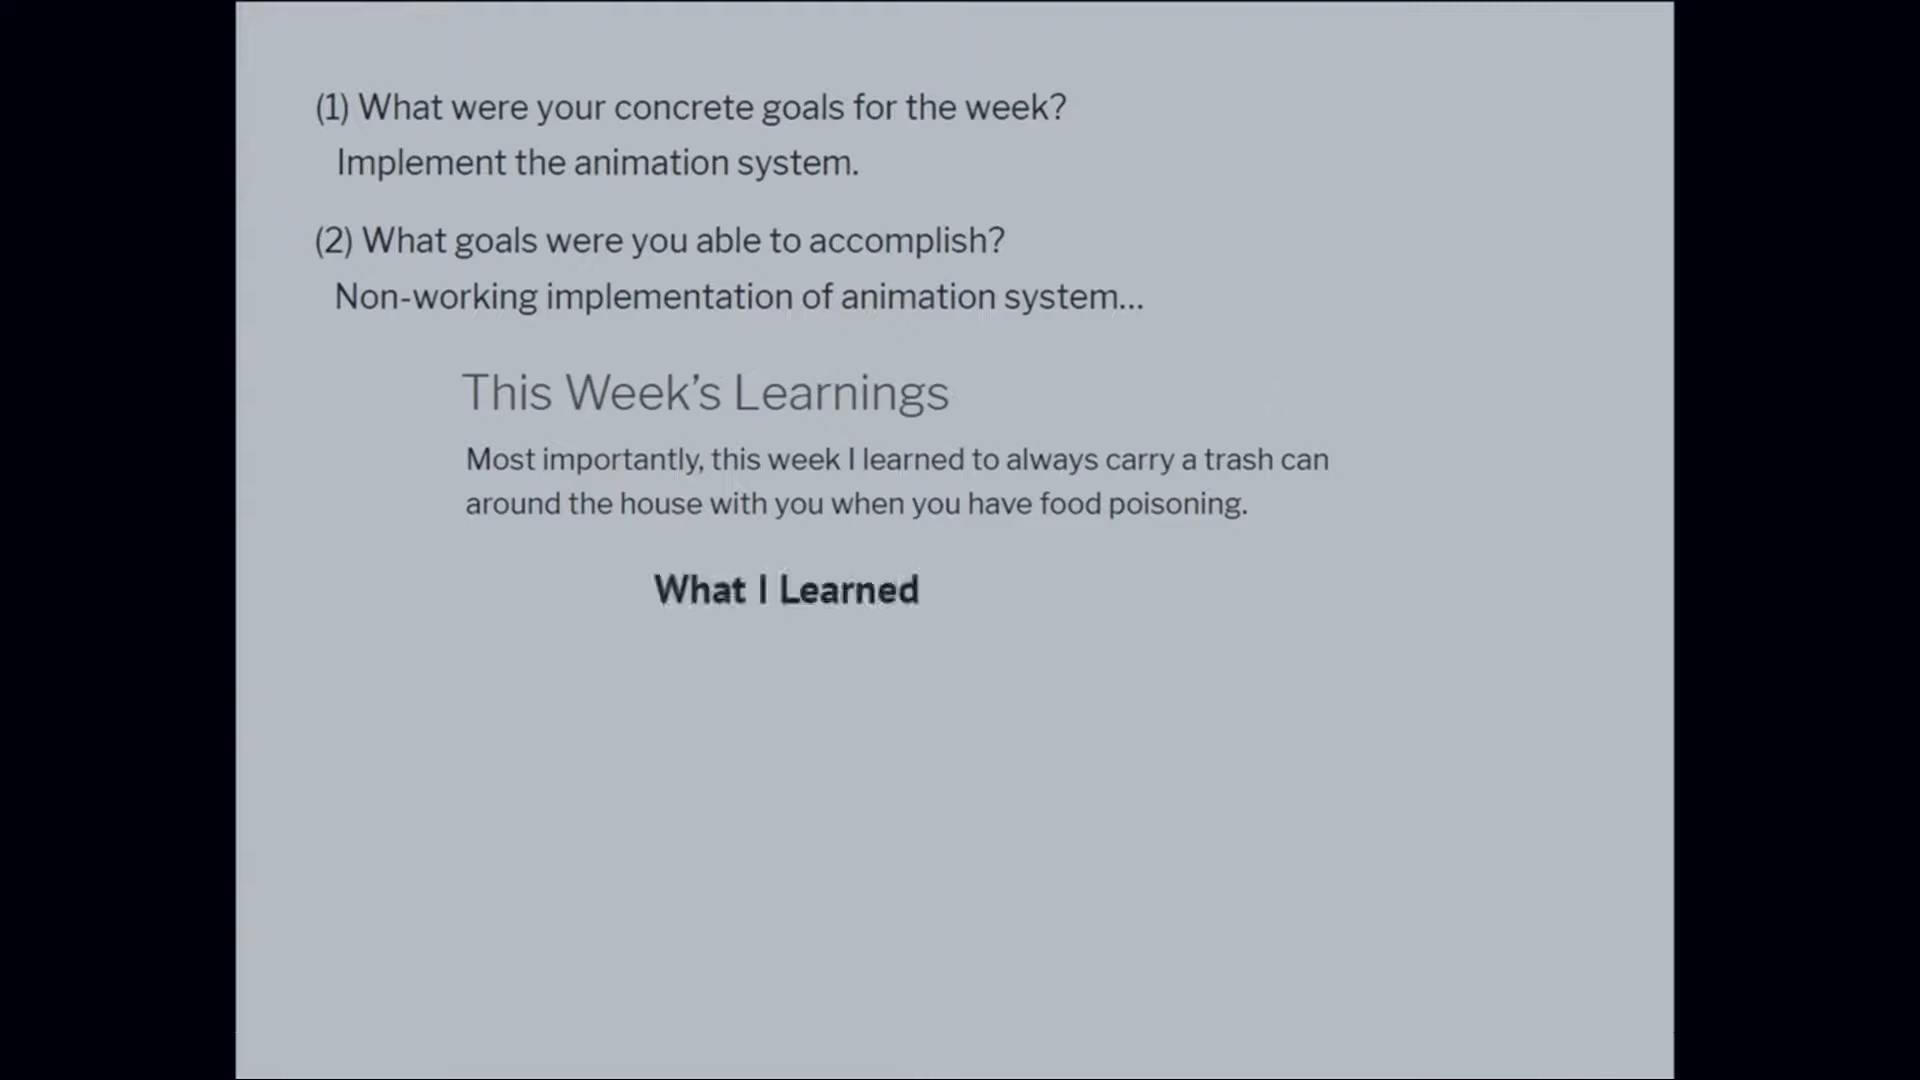 (1) What were your concrete goals for the week?
Implement the animation system.
(2) What goals were you able to accomplish?
Non-working implementation of animation system...
This Week’s Learnings
Most importantly, this week I learned to always carry a trash can
around the house with you when you have food poisoning.
What I Learned